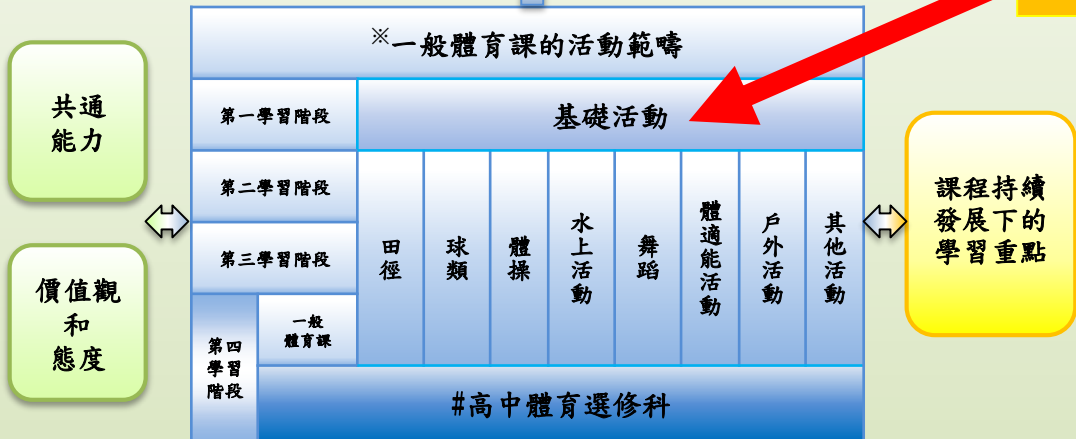 ※一般體育課的活動範疇
共通
能力
價值觀
和
態度
第一學習階段
基礎活動
第二學習階段
第三學習階段
田徑
球類
體操
水上活動
舞蹈
體適能活動
戶外活動
其他活動
第四
學習
階段
一般
體育課
#高中體育選修科
課程持續
發展下的
學習重點